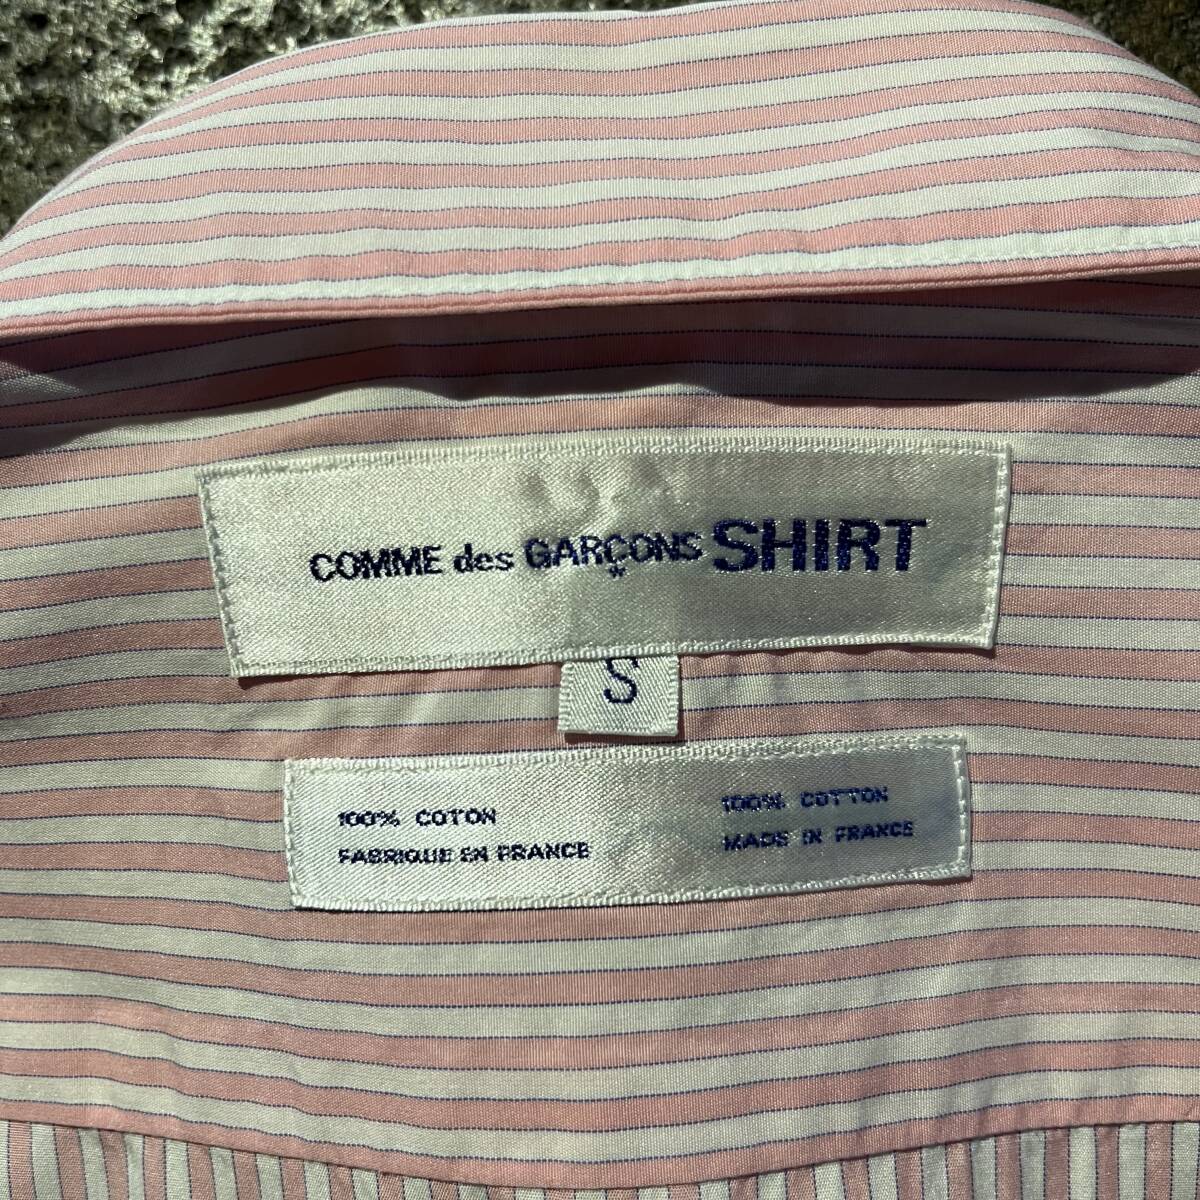 COMME des GARÇONS SHIRT
*
S
100% COTON
FABRIQUE EN FRANCE
100% COTTON
MADE IN FRANCE